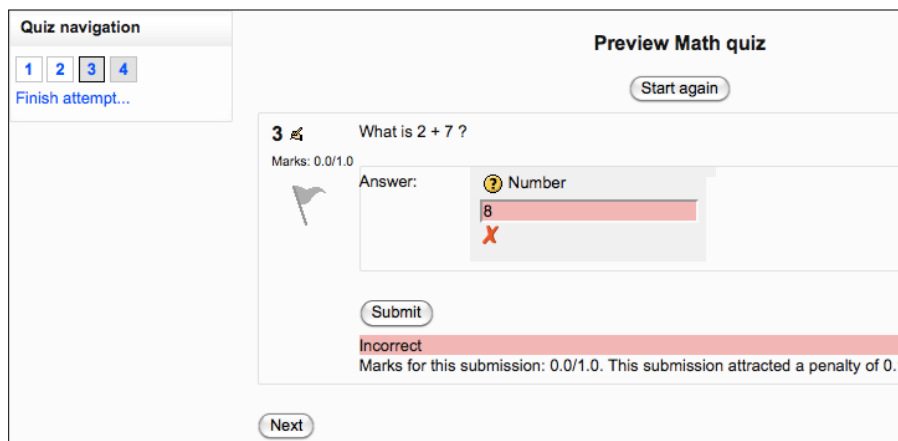 Quiz navigation
1 2 3 4
Finish attempt...
Preview Math quiz
Start again
3
What is 2 + 7 ?
Marks: 0.0/1.0
Answer:
? Number
8
Submit
Incorrect
Marks for this submission: 0.0/1.0. This submission attracted a penalty of 0.
Next